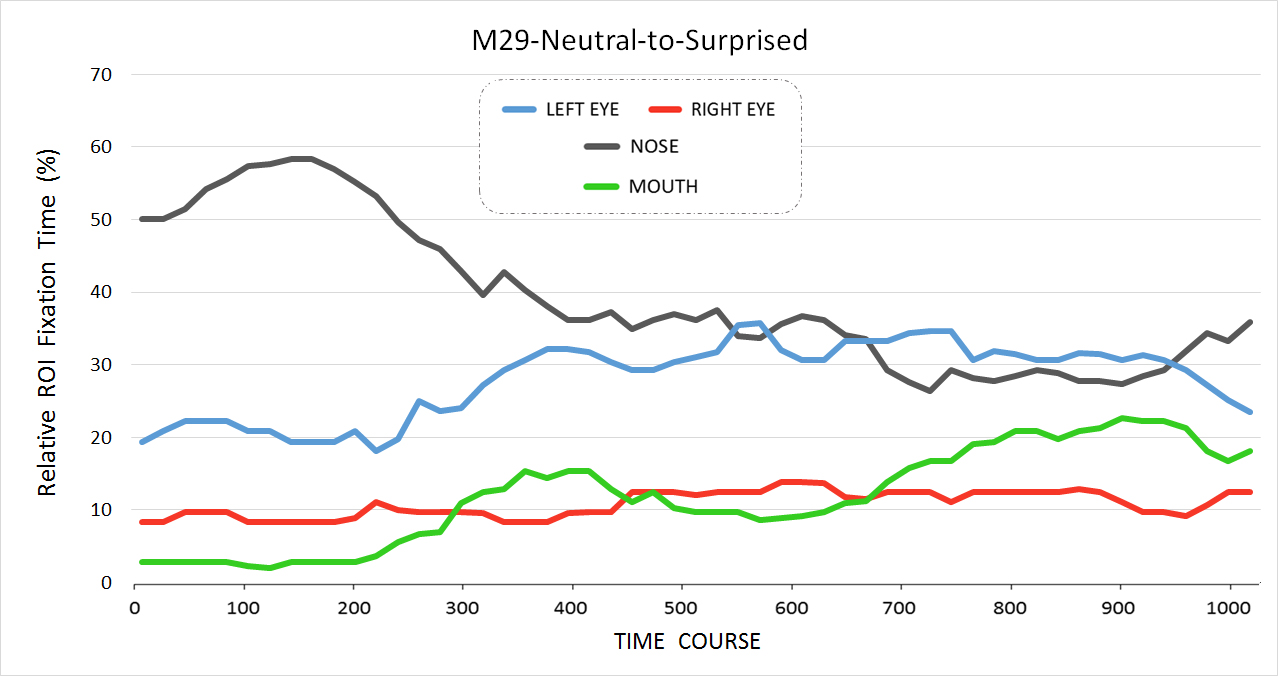 M29-Neutral-to-Surprised
70
LEFT EYE RIGHT EYE
NOSE
MOUTH
60
50
40
30
20
10
0
Relative ROI Fixation Time (%)
0 100 200 300 400 500 600 700 800 900 1000
TIME COURSE